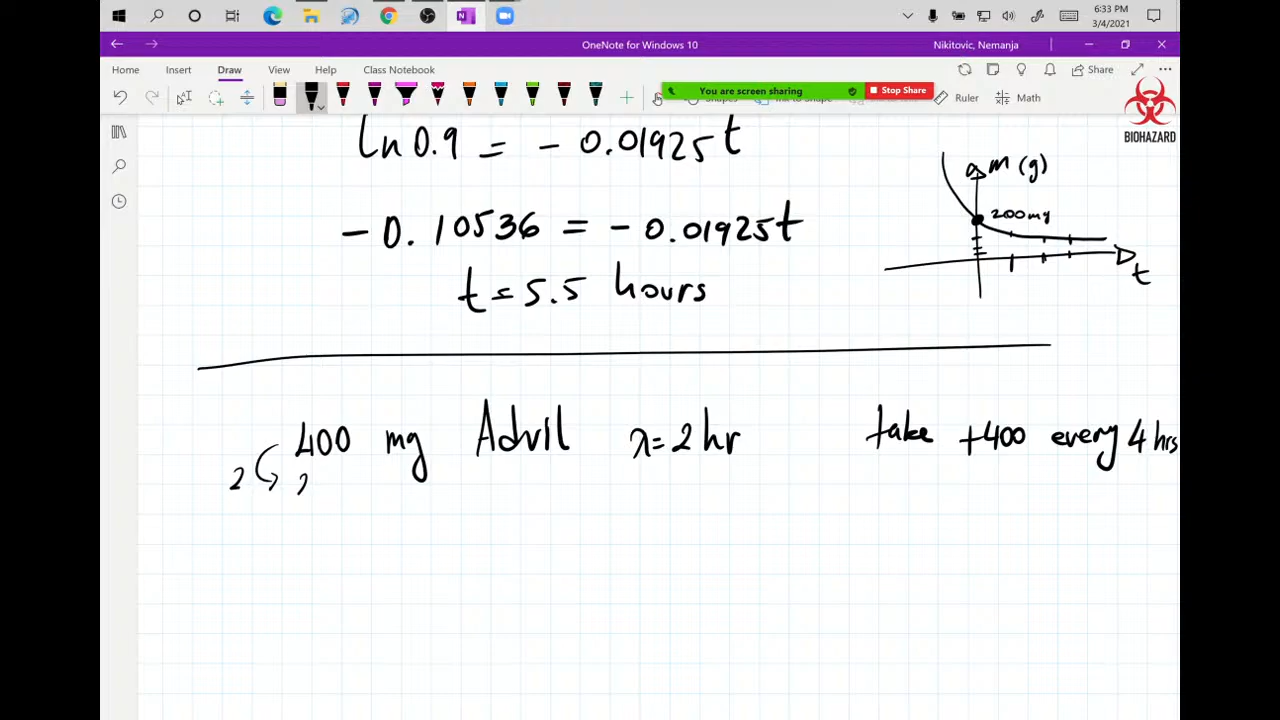 6:33 PM
3/4/2021
OneNote for Windows 10
Nikitovic, Nemanja
Home Insert Draw View Help Class Notebook
Share
You are screen sharing
Stop Share
Ruler
Math
BIOHAZARD
ln 0.9 = - 0.01925t
m (g)
200mg
t
- 0.10536 = - 0.01925t
t = 5.5 hours
400 mg Advil λ=2hr take +400 every 4 hrs
2